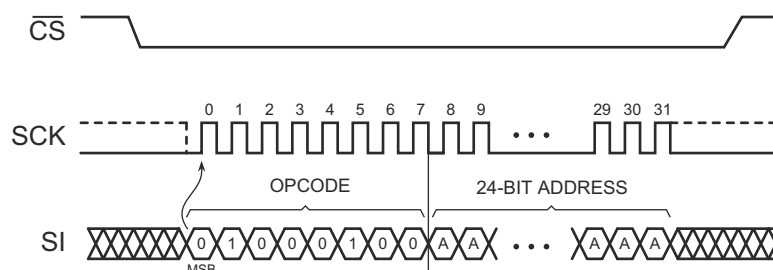 C̅S̅
0 1 2 3 4 5 6 7 8 9 29 30 31
SCK
• • •
OPCODE 24-BIT ADDRESS
SI 0 1 0 0 0 1 0 0 A A • • • A A A
MSB